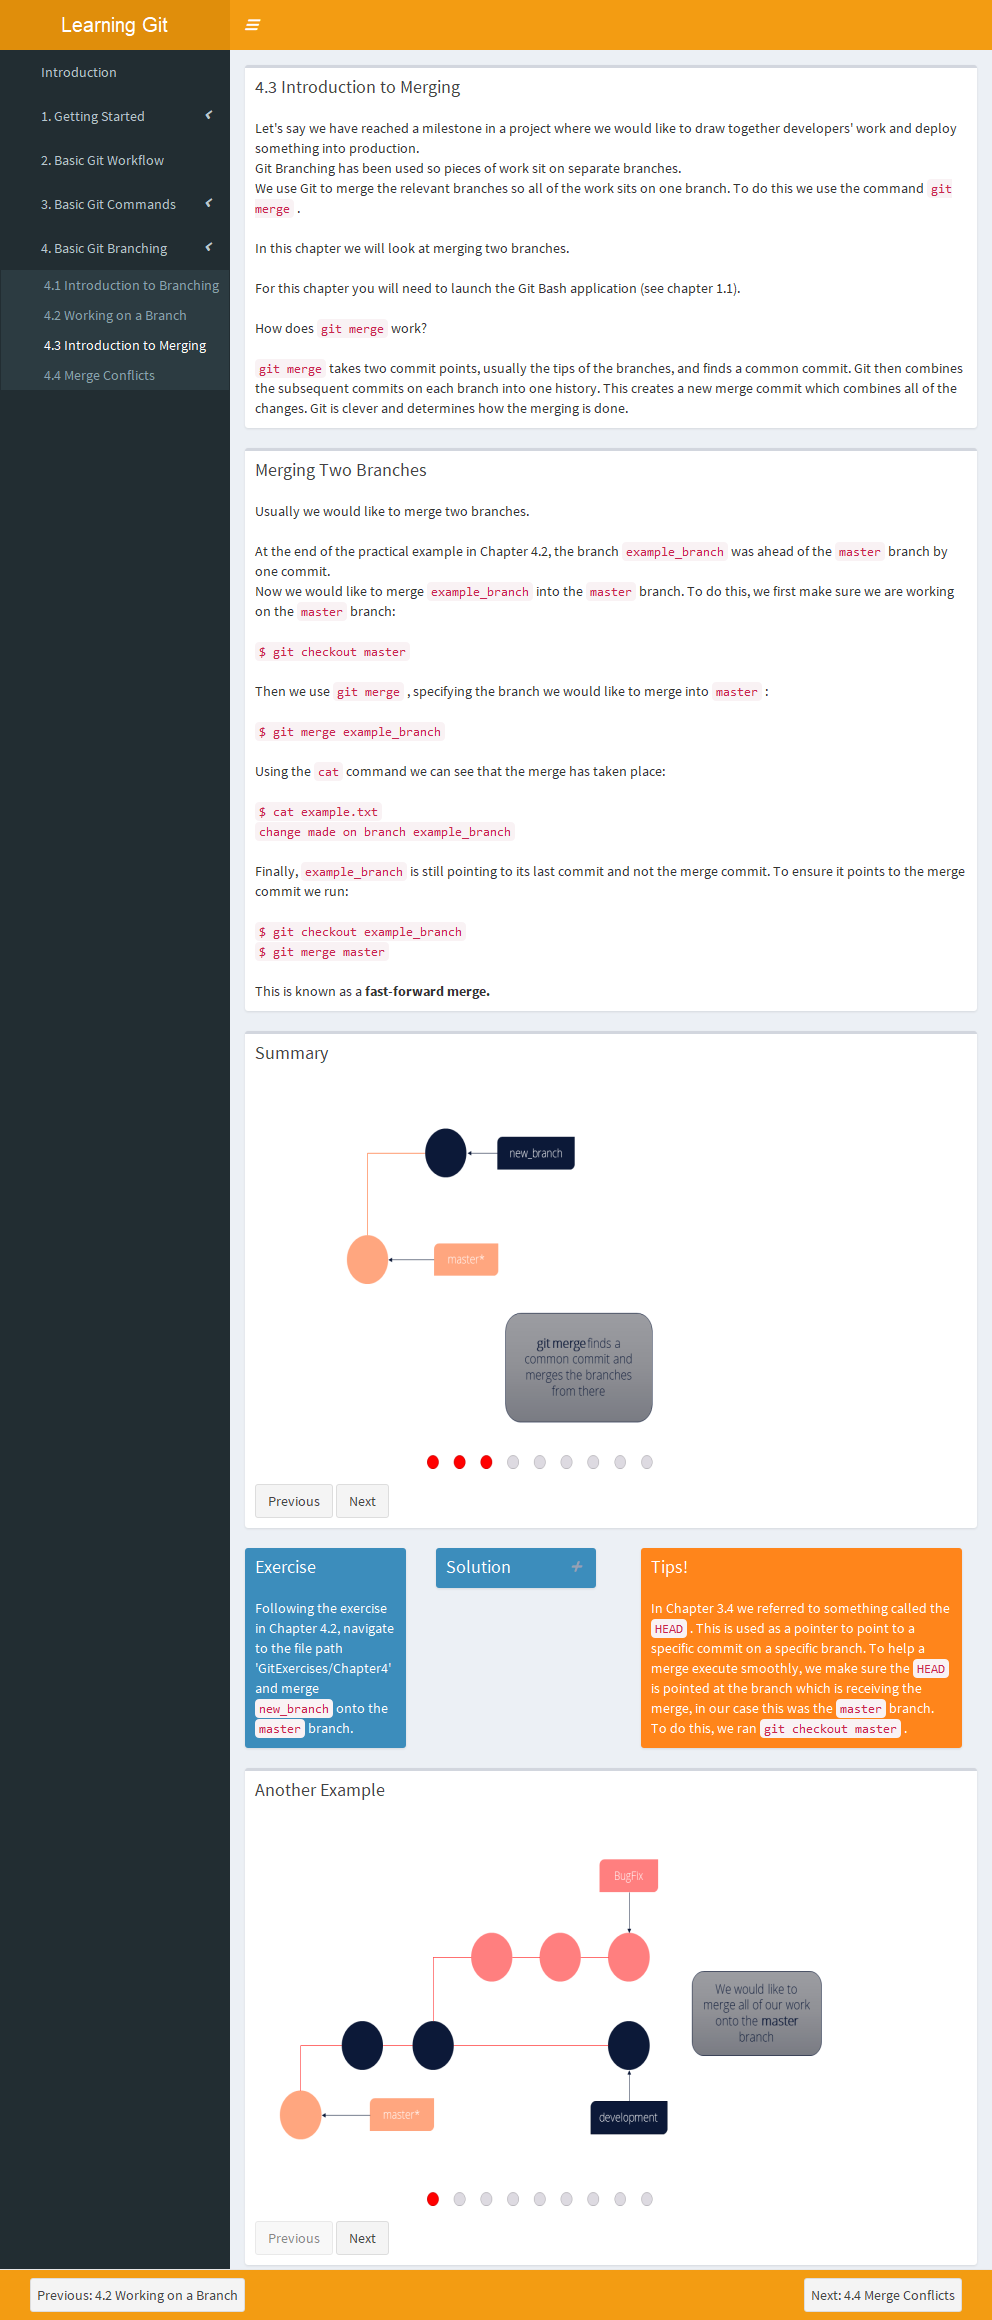 Learning Git
Introduction
1. Getting Started
2. Basic Git Workflow
3. Basic Git Commands
4. Basic Git Branching
4.1 Introduction to Branching
4.2 Working on a Branch
4.3 Introduction to Merging
4.4 Merge Conflicts
4.3 Introduction to Merging
Let's say we have reached a milestone in a project where we would like to draw together developers' work and deploy
something into production.
Git Branching has been used so pieces of work sit on separate branches.
We use Git to merge the relevant branches so all of the work sits on one branch. To do this we use the command git
merge .
In this chapter we will look at merging two branches.
For this chapter you will need to launch the Git Bash application (see chapter 1.1).
How does git merge work?
git merge takes two commit points, usually the tips of the branches, and finds a common commit. Git then combines
the subsequent commits on each branch into one history. This creates a new merge commit which combines all of the
changes. Git is clever and determines how the merging is done.
Merging Two Branches
Usually we would like to merge two branches.
At the end of the practical example in Chapter 4.2, the branch example_branch was ahead of the master branch by
one commit.
Now we would like to merge example_branch into the master branch. To do this, we first make sure we are working
on the master branch:
$ git checkout master
Then we use git merge , specifying the branch we would like to merge into master :
$ git merge example_branch
Using the cat command we can see that the merge has taken place:
$ cat example.txt
change made on branch example_branch
Finally, example_branch is still pointing to its last commit and not the merge commit. To ensure it points to the merge
commit we run:
$ git checkout example_branch
$ git merge master
This is known as a fast-forward merge.
Summary
new_branch
master*
git merge finds a
common commit and
merges the branches
from there
Previous
Next
Exercise
Following the exercise
in Chapter 4.2, navigate
to the file path
'GitExercises/Chapter4'
and merge
new_branch onto the
master branch.
Solution
Tips!
In Chapter 3.4 we referred to something called the
HEAD . This is used as a pointer to point to a
specific commit on a specific branch. To help a
merge execute smoothly, we make sure the HEAD
is pointed at the branch which is receiving the
merge, in our case this was the master branch.
To do this, we ran git checkout master .
Another Example
BugFix
We would like to
merge all of our work
onto the master
branch
master*
development
Previous
Next
Previous: 4.2 Working on a Branch
Next: 4.4 Merge Conflicts